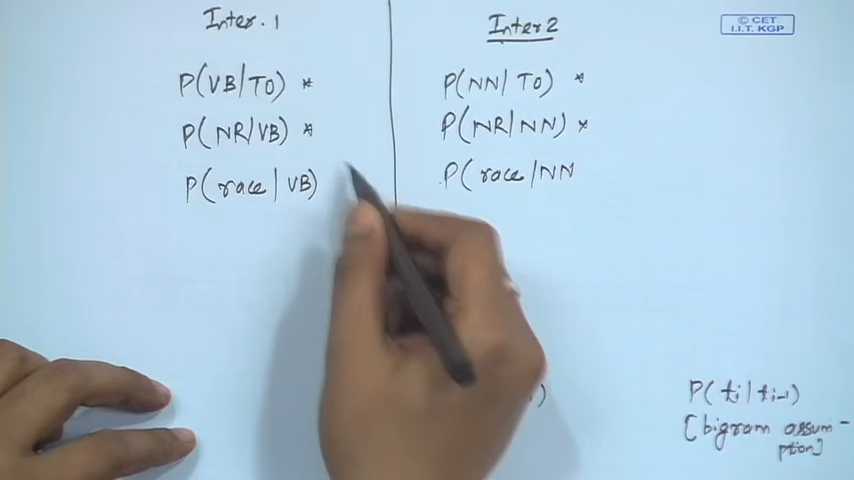 Inter. 1
P(VB/TO) *
P(NR/VB) *
P(race/VB)
Inter 2
P(NN/TO) *
P(NR/NN) *
P(race/NN
© CET
I.I.T. KGP
)
P(ti/ti-1)
[bigram assum-
ption]